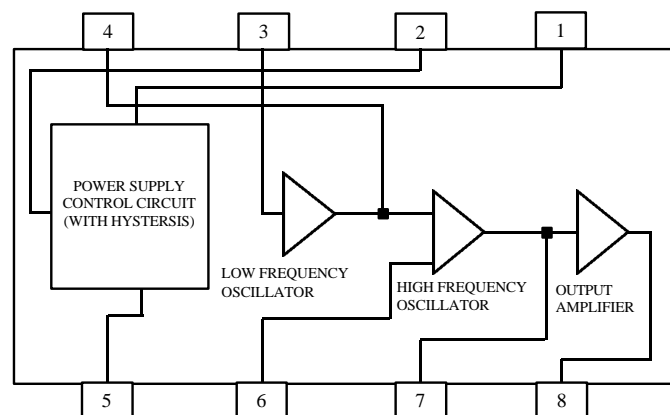 4 3 2 1
POWER SUPPLY
CONTROL CIRCUIT
(WITH HYSTERSIS)
LOW FREQUENCY
OSCILLATOR
HIGH FREQUENCY
OSCILLATOR
OUTPUT
AMPLIFIER
5 6 7 8